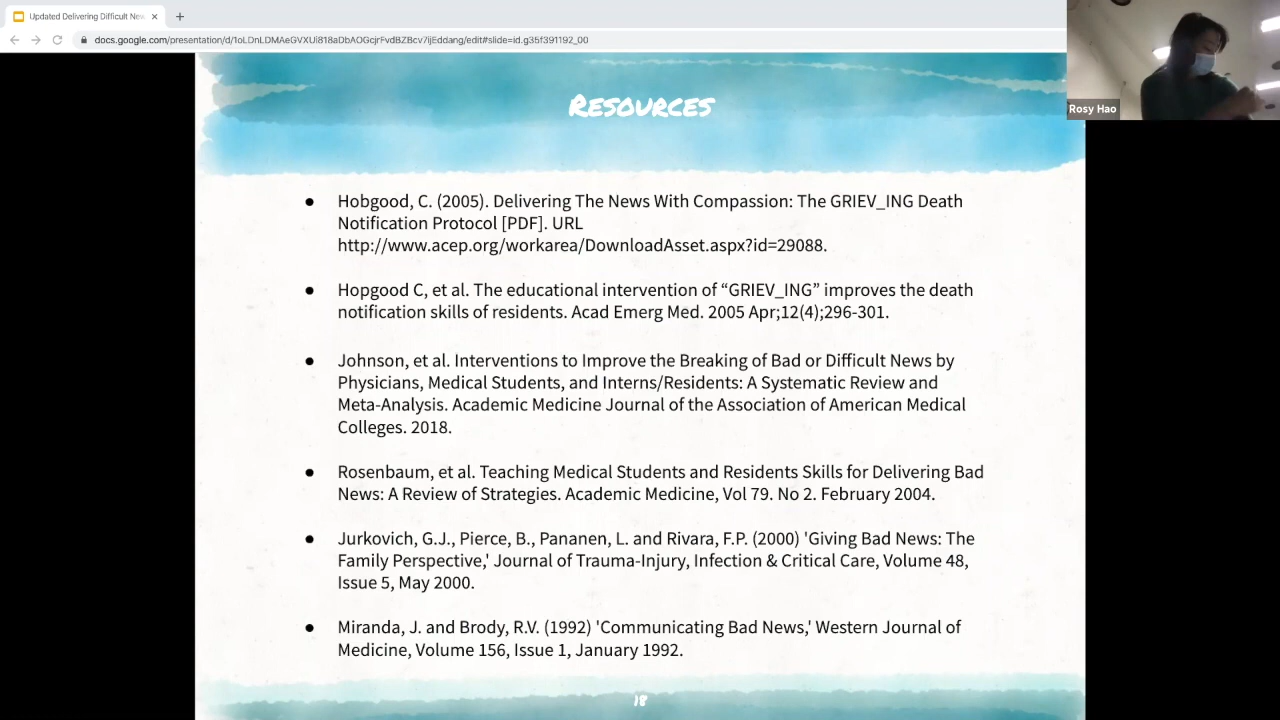 Updated Delivering Difficult New
docs.google.com/presentation/d/1oLDnLDMAeGVXUi818aDbAOGcjrFvdBZBcv7ijEddang/edit#slide=id.g35f391192_00
Rosy Hao
RESOURCES
● Hobgood, C. (2005). Delivering The News With Compassion: The GRIEV_ING Death
Notification Protocol [PDF]. URL
http://www.acep.org/workarea/DownloadAsset.aspx?id=29088.
● Hopgood C, et al. The educational intervention of “GRIEV_ING” improves the death
notification skills of residents. Acad Emerg Med. 2005 Apr;12(4);296-301.
● Johnson, et al. Interventions to Improve the Breaking of Bad or Difficult News by
Physicians, Medical Students, and Interns/Residents: A Systematic Review and
Meta-Analysis. Academic Medicine Journal of the Association of American Medical
Colleges. 2018.
● Rosenbaum, et al. Teaching Medical Students and Residents Skills for Delivering Bad
News: A Review of Strategies. Academic Medicine, Vol 79. No 2. February 2004.
● Jurkovich, G.J., Pierce, B., Pananen, L. and Rivara, F.P. (2000) 'Giving Bad News: The
Family Perspective,' Journal of Trauma-Injury, Infection & Critical Care, Volume 48,
Issue 5, May 2000.
● Miranda, J. and Brody, R.V. (1992) 'Communicating Bad News,' Western Journal of
Medicine, Volume 156, Issue 1, January 1992.
18